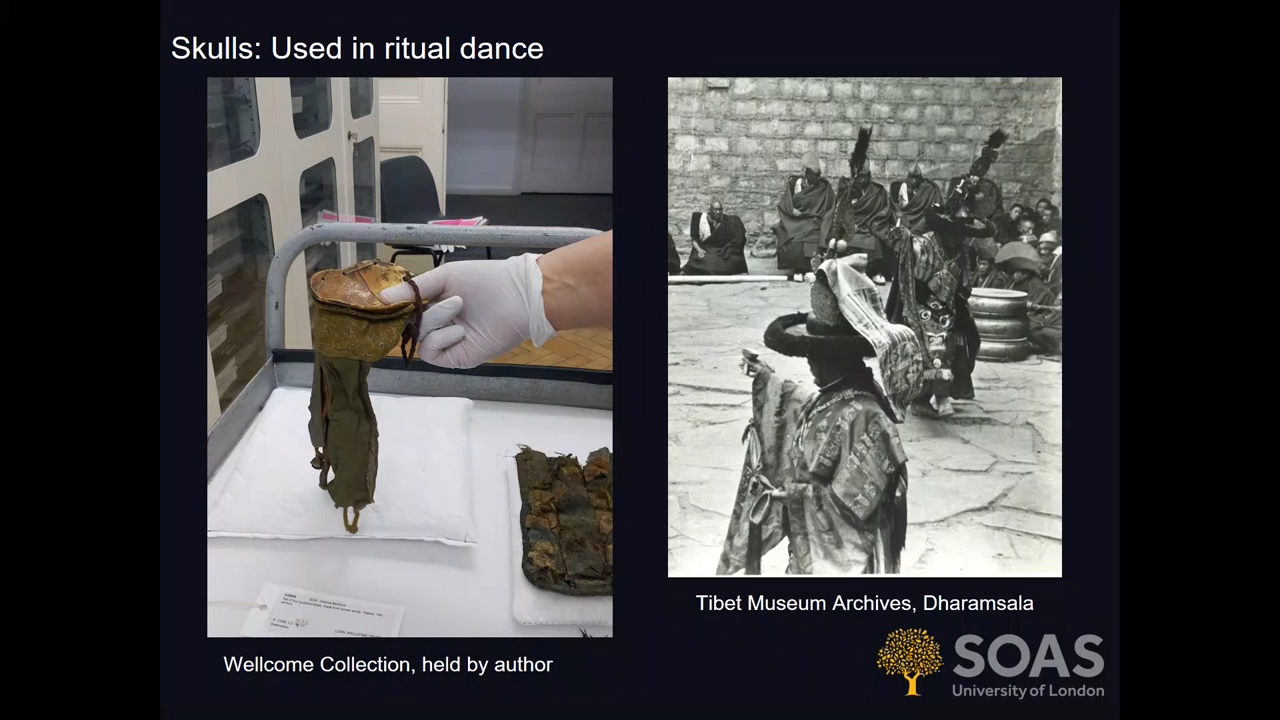 Skulls: Used in ritual dance
Wellcome Collection, held by author
Tibet Museum Archives, Dharamsala
SOAS
University of London